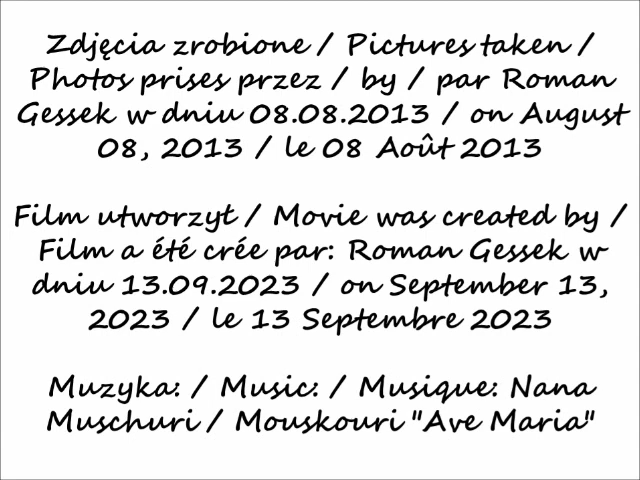 Zdjęcia zrobione / Pictures taken /
Photos prises przez / by / par Roman
Gessek w dniu 08.08.2013 / on August
08, 2013 / le 08 Août 2013
Film utworzył / Movie was created by /
Film a été crée par: Roman Gessek w
dniu 13.09.2023 / on September 13,
2023 / le 13 Septembre 2023
Muzyka: / Music: / Musique: Nana
Muschuri / Mouskouri "Ave Maria"